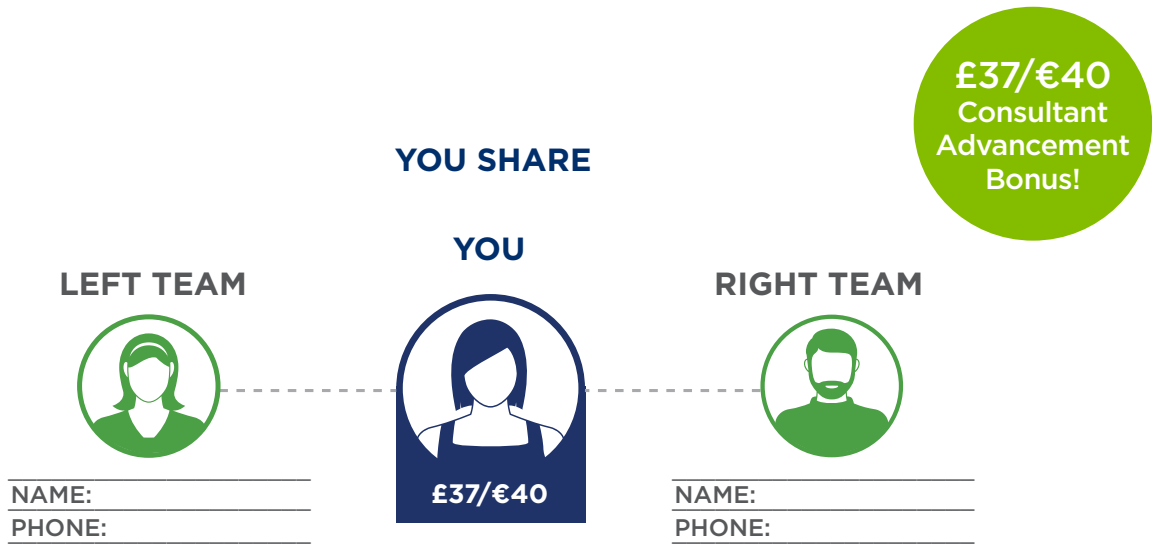 £37/€40
Consultant
Advancement
Bonus!
YOU SHARE
YOU
LEFT TEAM
RIGHT TEAM
£37/€40
NAME:
PHONE:
NAME:
PHONE: